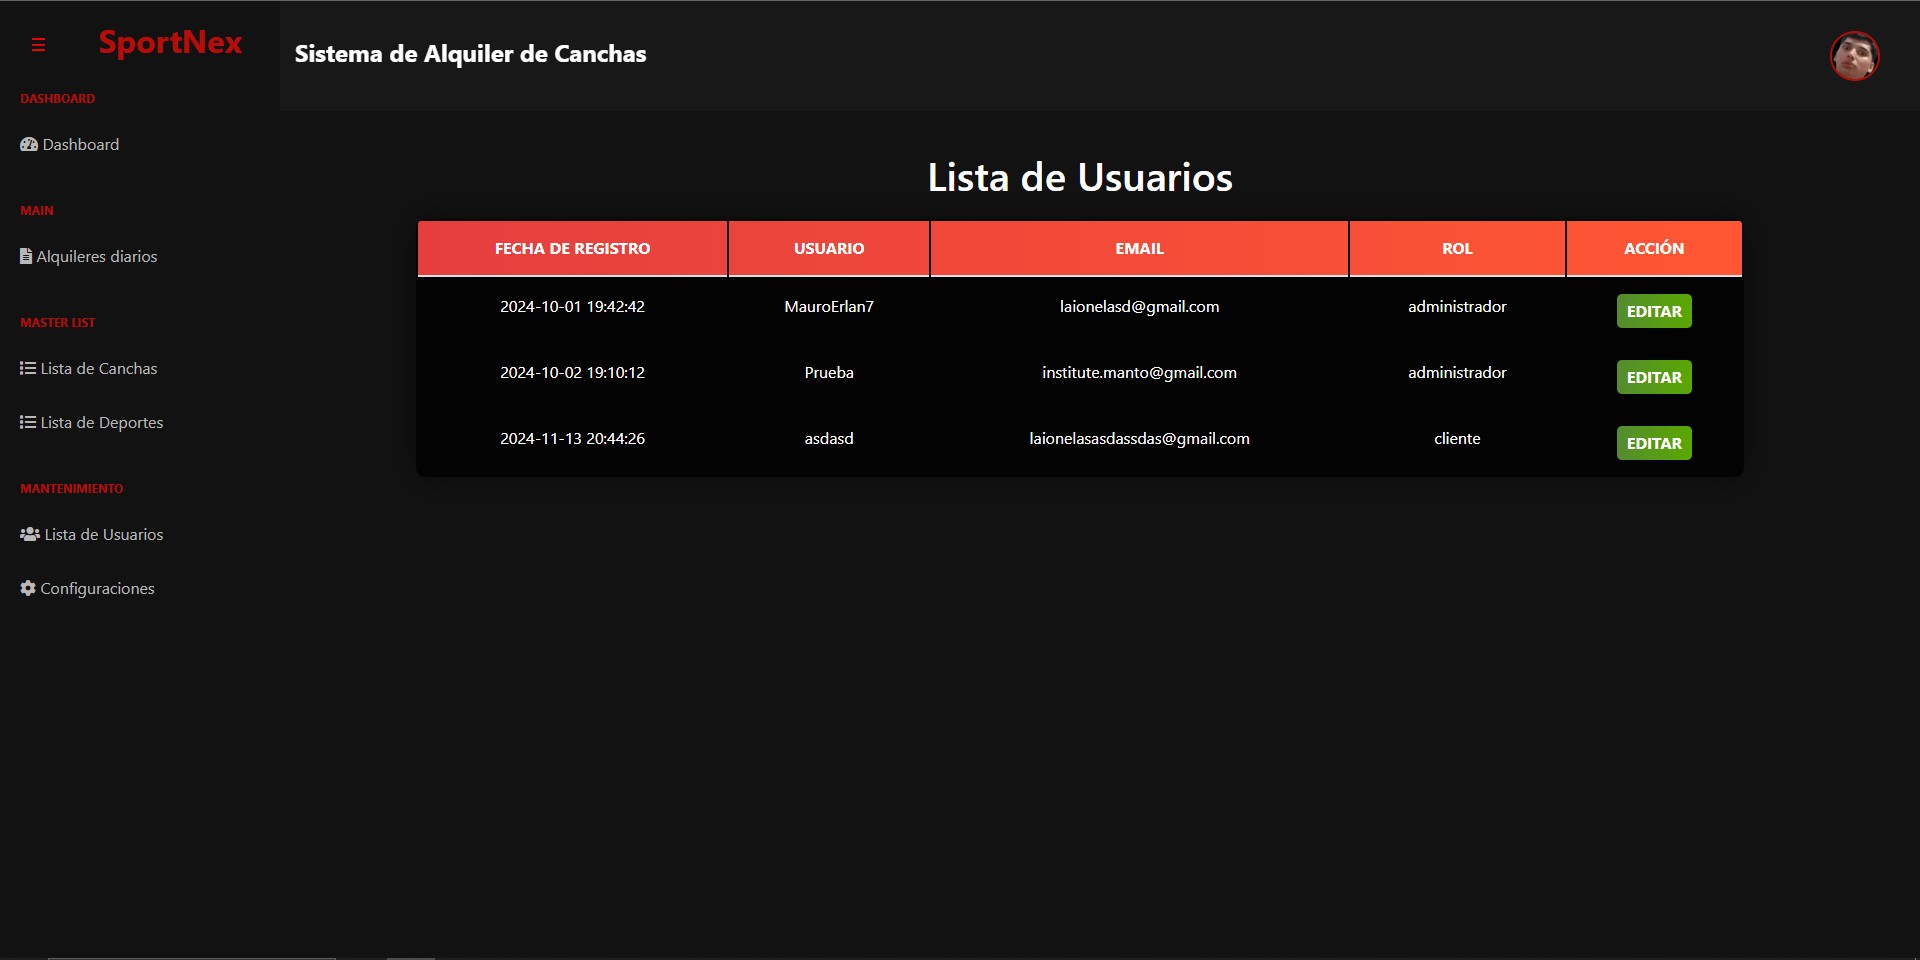 SportNex
Sistema de Alquiler de Canchas
DASHBOARD
Dashboard
MAIN
Alquileres diarios
MASTER LIST
Lista de Canchas
Lista de Deportes
MANTENIMIENTO
Lista de Usuarios
Configuraciones
Lista de Usuarios
FECHA DE REGISTRO USUARIO EMAIL ROL ACCIÓN
2024-10-01 19:42:42 MauroErlan7 laionelasd@gmail.com administrador EDITAR
2024-10-02 19:10:12 Prueba institute.manto@gmail.com administrador EDITAR
2024-11-13 20:44:26 asdasd laionelasasdassdas@gmail.com cliente EDITAR